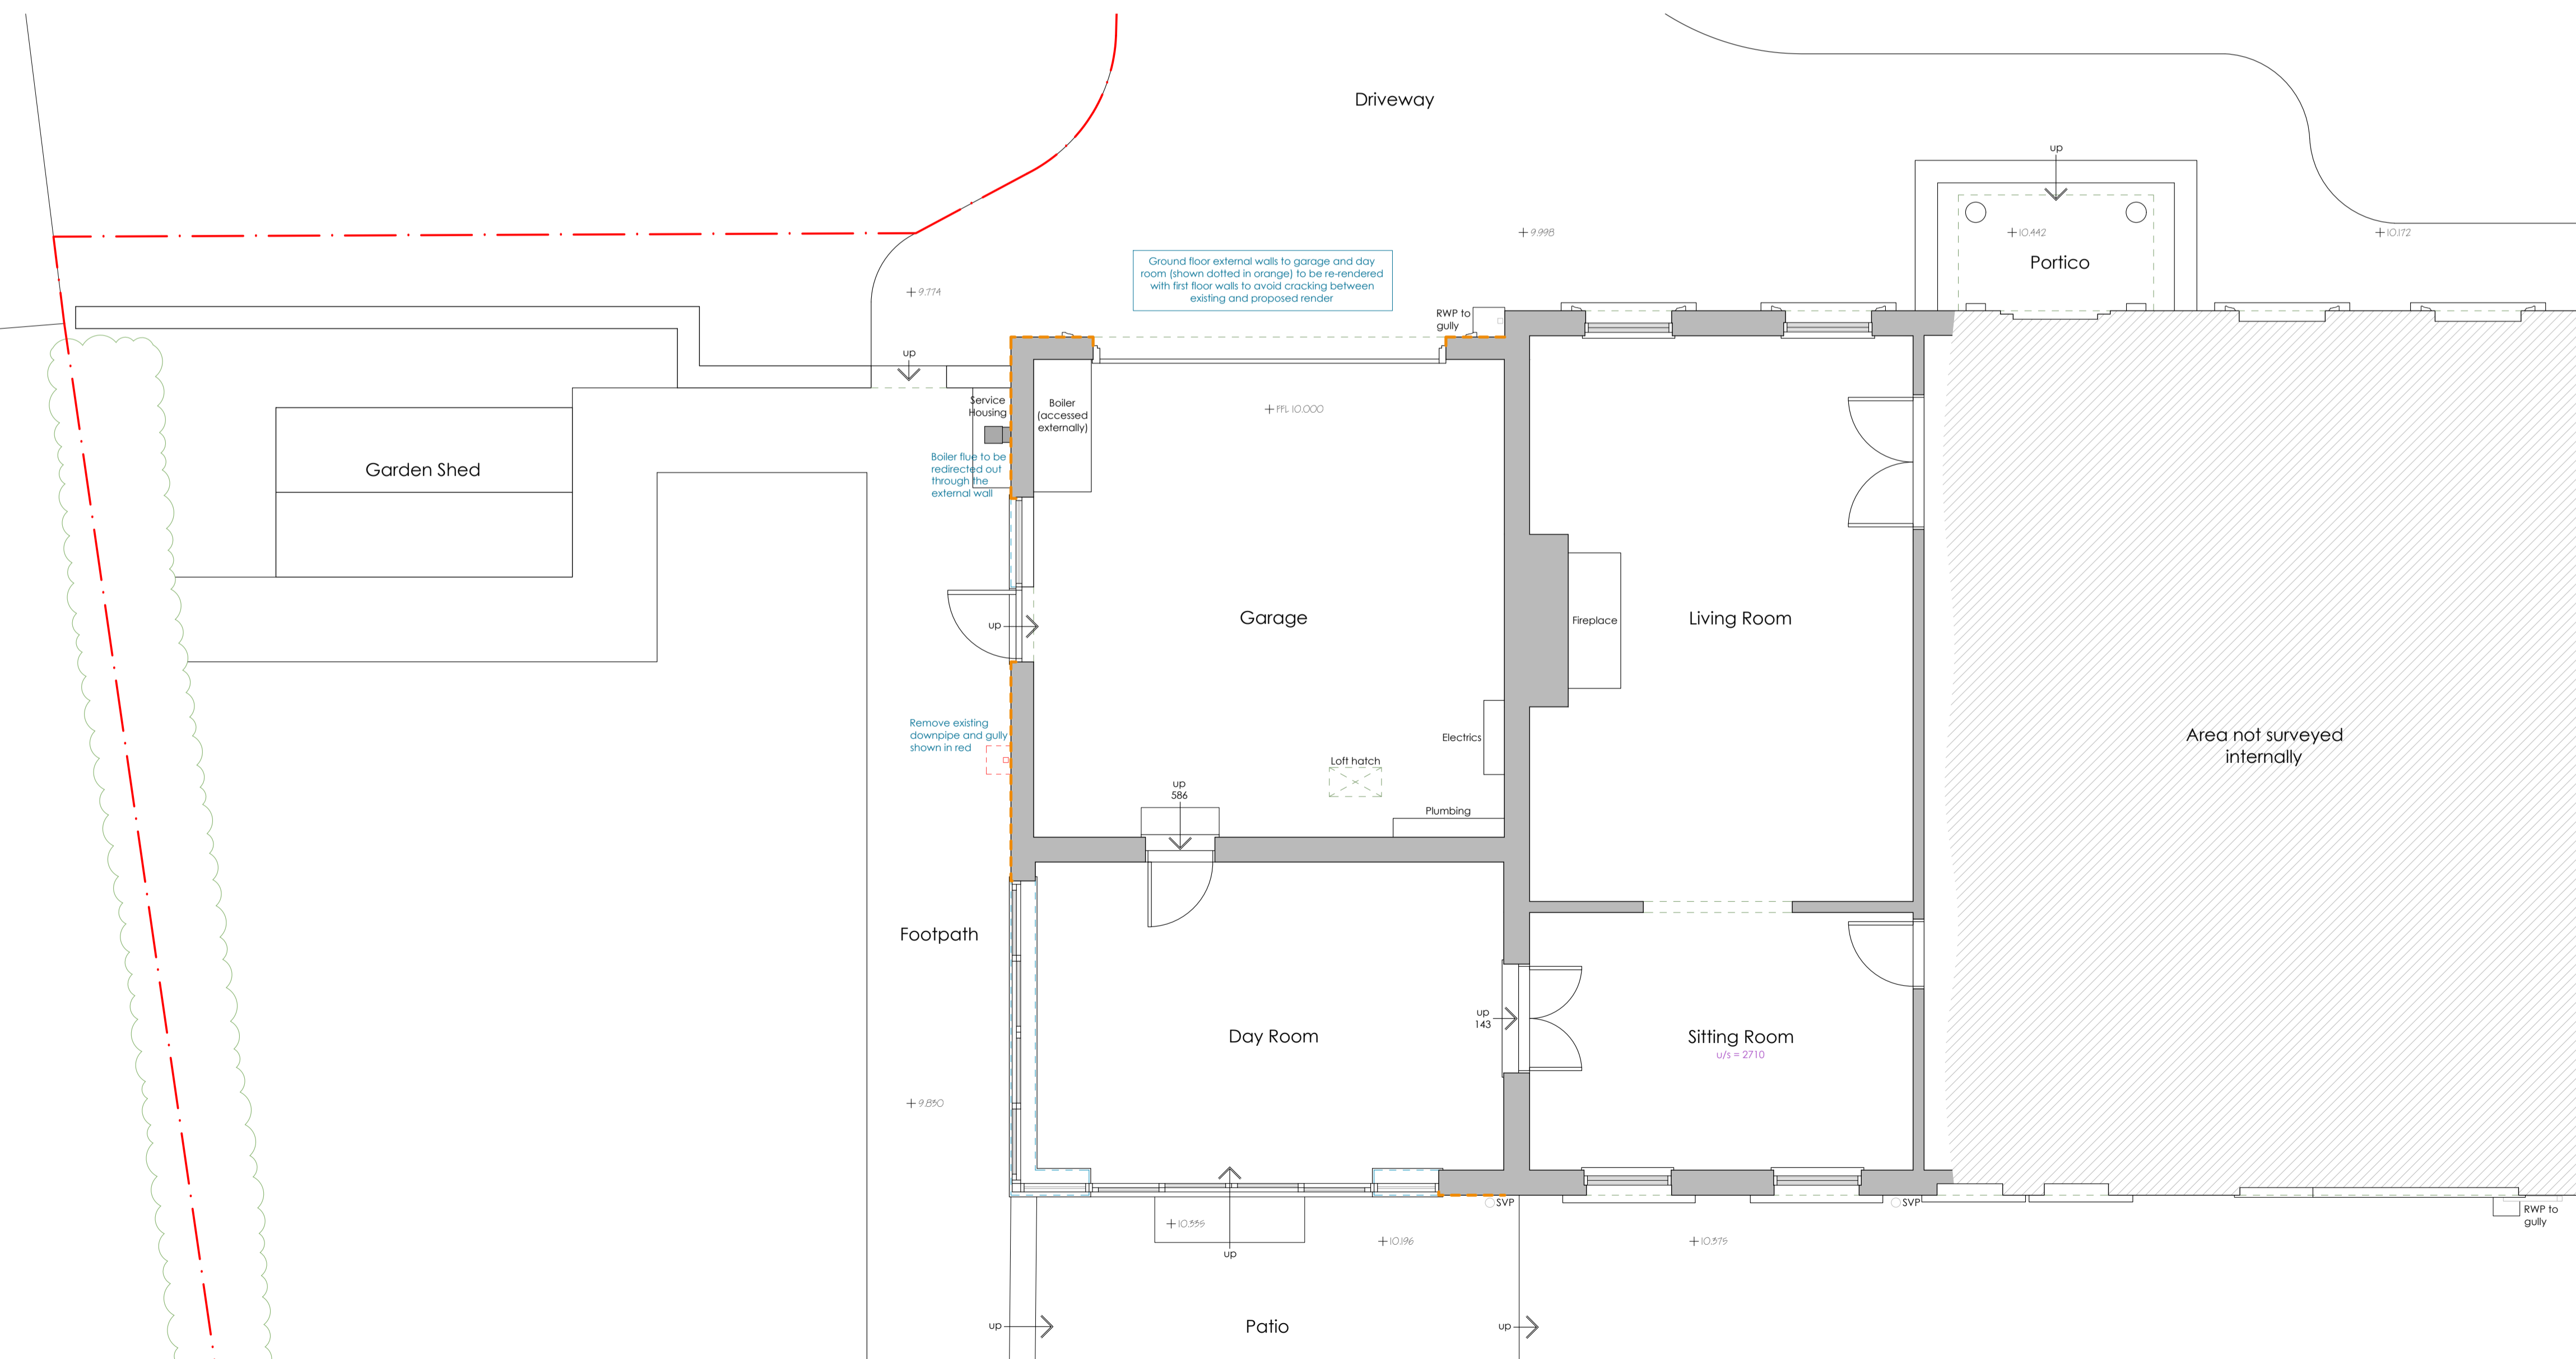 Driveway
up
+9.998
+10.442
+10.172
Portico
Ground floor external walls to garage and day
room (shown dotted in orange) to be re-rendered
with first floor walls to avoid cracking between
existing and proposed render
+9.774
RWP to
gully
up
Service
Housing
Boiler
(accessed
externally)
+FFL 10.000
Garden Shed
Boiler flue to be
redirected out
through the
external wall
up
Garage
Fireplace
Living Room
Remove existing
downpipe and gully
shown in red
Electrics
Area not surveyed
internally
Loft hatch
up
586
Plumbing
Footpath
up
143
Day Room
Sitting Room
u/s = 2710
+9.830
SVP
SVP
RWP to
gully
+10.335
+10.196
+10.375
up
up
Patio
up